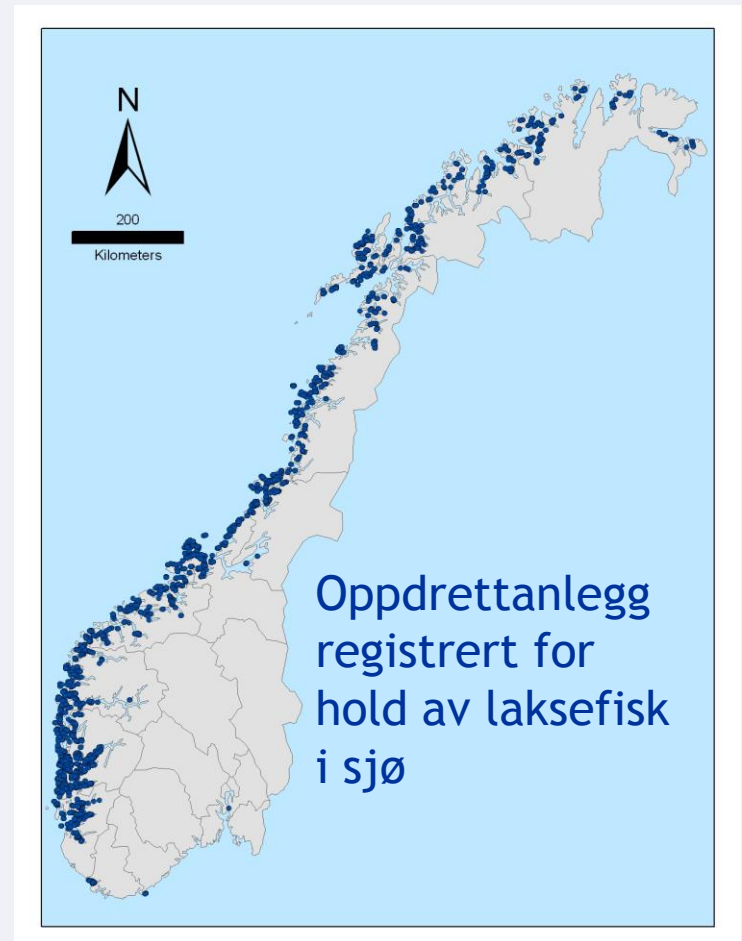 N
200
Kilometers
Oppdrettanlegg
registrert for
hold av laksefisk
i sjø